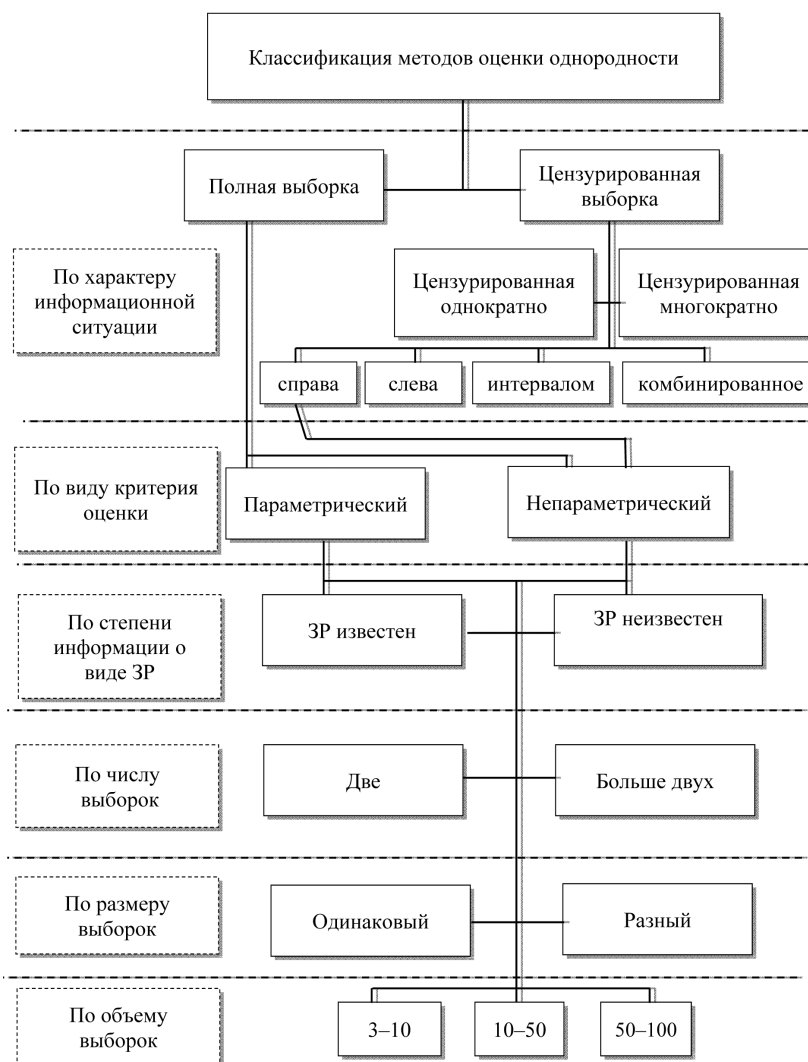 Классификация методов оценки однородности
Полная выборка
Цензурированная
выборка
По характеру
информационной
ситуации
Цензурированная
однократно
Цензурированная
многократно
справа
слева
интервалом
комбинированное
По виду критерия
оценки
Параметрический
Непараметрический
По степени
информации о
виде ЗР
ЗР известен
ЗР неизвестен
По числу
выборок
Две
Больше двух
По размеру
выборок
Одинаковый
Разный
По объему
выборок
3–10
10–50
50–100